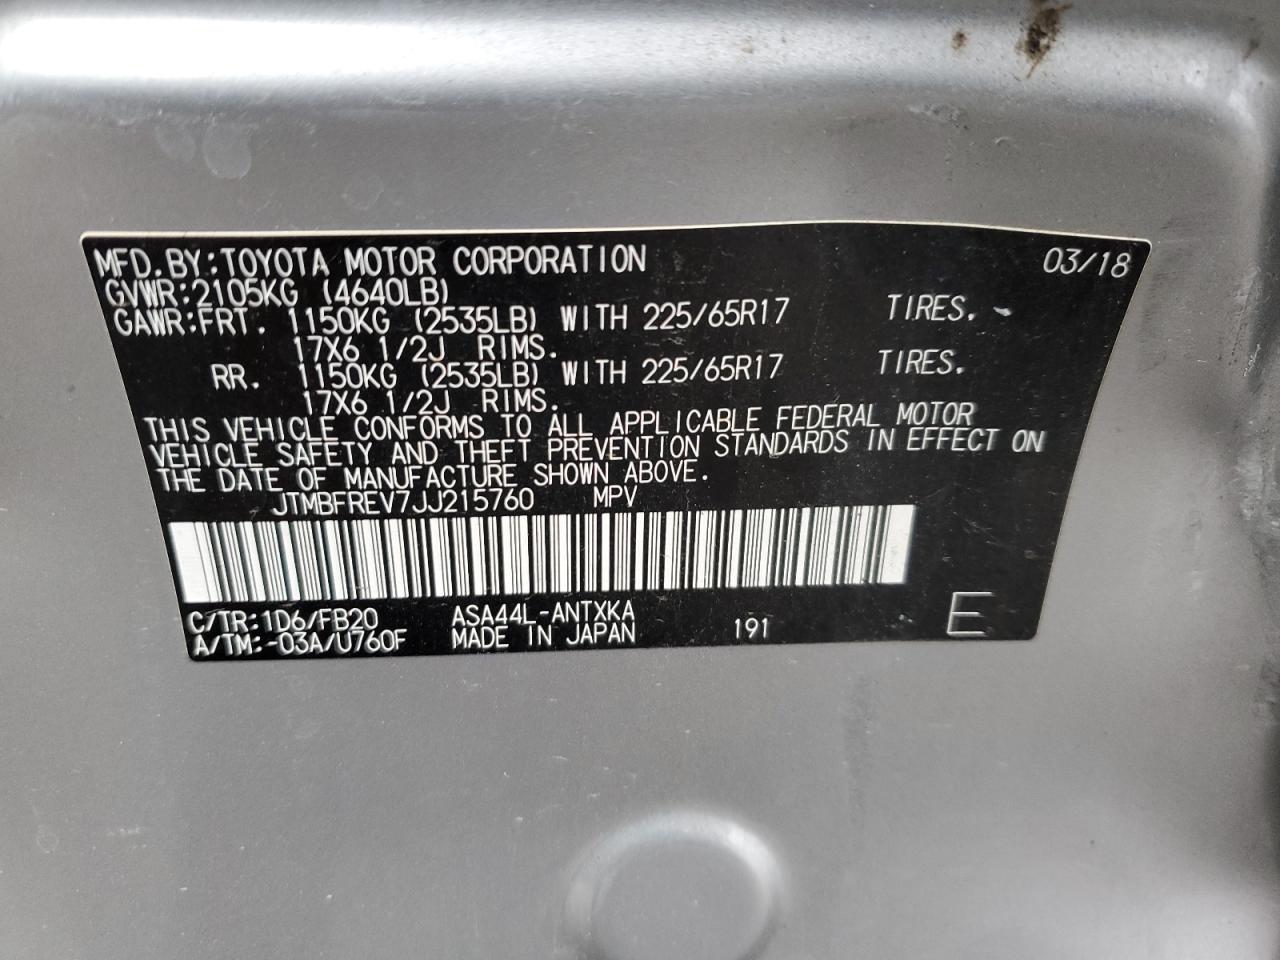 MFD. BY: TOYOTA MOTOR CORPORATION 03/18
GVWR: 2105KG (4640LB)
GAWR: FRT. 1150KG (2535LB) WITH 225/65R17 TIRES.
17X6 1/2J RIMS.
RR. 1150KG (2535LB) WITH 225/65R17 TIRES.
17X6 1/2J RIMS.
THIS VEHICLE CONFORMS TO ALL APPLICABLE FEDERAL MOTOR
VEHICLE SAFETY AND THEFT PREVENTION STANDARDS IN EFFECT ON
THE DATE OF MANUFACTURE SHOWN ABOVE.
JTMBFREV7JJ215760 MPV
C/TR: 1D6/FB20 ASA44L-ANTXKA
A/TM: -03A/U760F MADE IN JAPAN 191 E